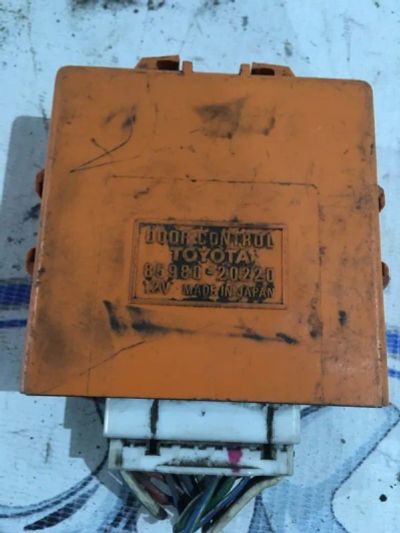 DOOR CONTROL
TOYOTA
85980-20220
12V MADE IN JAPAN